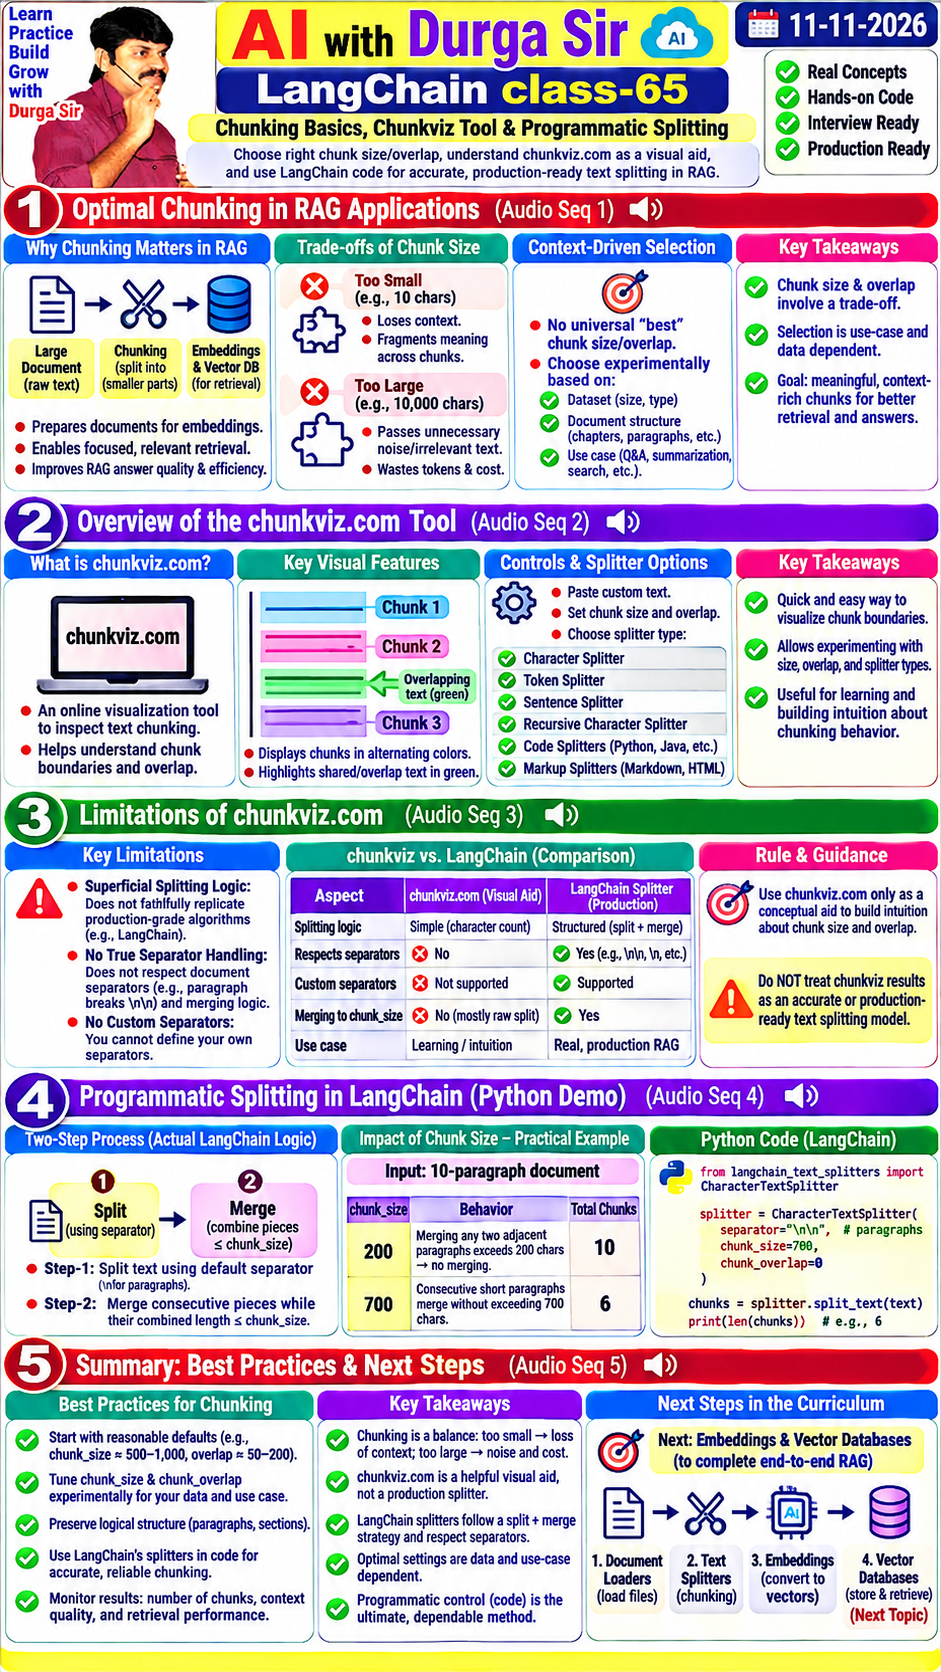 Learn
Practice
Build
Grow
with
Durga Sir
AI with Durga Sir
AI
LangChain class-65
Chunking Basics, Chunkviz Tool & Programmatic Splitting
Choose right chunk size/overlap, understand chunkviz.com as a visual aid,
and use LangChain code for accurate, production-ready text splitting in RAG.
11-11-2026
Real Concepts
Hands-on Code
Interview Ready
Production Ready
1 Optimal Chunking in RAG Applications (Audio Seq 1)
Why Chunking Matters in RAG
Large
Document
(raw text)
Chunking
(split into
(smaller parts)
Embeddings
& Vector DB
(for retrieval)
Prepares documents for embeddings.
Enables focused, relevant retrieval.
Improves RAG answer quality & efficiency.
Trade-offs of Chunk Size
Too Small
(e.g., 10 chars)
Loses context.
Fragments meaning
across chunks.
Too Large
(e.g., 10,000 chars)
Passes unnecessary
noise/irrelevant text.
Wastes tokens & cost.
Context-Driven Selection
No universal “best”
chunk size/overlap.
Choose experimentally
based on:
Dataset (size, type)
Document structure
(chapters, paragraphs, etc.)
Use case (Q&A, summarization,
search, etc.).
Key Takeaways
Chunk size & overlap
involve a trade-off.
Selection is use-case and
data dependent.
Goal: meaningful, context-
rich chunks for better
retrieval and answers.
2 Overview of the chunkviz.com Tool (Audio Seq 2)
What is chunkviz.com?
chunkviz.com
An online visualization tool
to inspect text chunking.
Helps understand chunk
boundaries and overlap.
Key Visual Features
Chunk 1
Chunk 2
Overlapping
text (green)
Chunk 3
Displays chunks in alternating colors.
Highlights shared/overlap text in green.
Controls & Splitter Options
Paste custom text.
Set chunk size and overlap.
Choose splitter type:
Character Splitter
Token Splitter
Sentence Splitter
Recursive Character Splitter
Code Splitters (Python, Java, etc.)
Markup Splitters (Markdown, HTML)
Key Takeaways
Quick and easy way to
visualize chunk boundaries.
Allows experimenting with
size, overlap, and splitter types.
Useful for learning and
building intuition about
chunking behavior.
3 Limitations of chunkviz.com (Audio Seg 3)
Key Limitations
Superficial Splitting Logic:
Does not fathlfully replicate
production-grade algorithms
(e.g., LangChain).
No True Separator Handling:
Does not respect document
separators (e.g., paragraph
breaks \n\n) and merging logic.
No Custom Separators:
You cannot define your own
separators.
chunkviz vs. LangChain (Comparison)
Aspect
chunkviz.com (Visual Aid)
LangChain Splitter
(Production)
Splitting logic
Simple (character count)
Structured (split + merge)
Respects separators
No
Yes (e.g., \n\n, \n, etc.)
Custom separators
Not supported
Supported
Merging to chunk_size
No (mostly raw split)
Yes
Use case
Learning / intuition
Real, production RAG
Rule & Guidance
Use chunkviz.com only as a
conceptual aid to build intuition
about chunk size and overlap.
Do NOT treat chunkviz results
as an accurate or production-
ready text splitting model.
4 Programmatic Splitting in LangChain (Python Demo) (Audio Seq 4)
Two-Step Process (Actual LangChain Logic)
1
Split
(using separator)
2
Merge
(combine pieces
≤ chunk_size)
Step-1: Split text using default separator
(\nfor paragraphs).
Step-2: Merge consecutive pieces while
their combined length ≤ chunk_size.
Impact of Chunk Size – Practical Example
Input: 10-paragraph document
chunk_size
Behavior
Total Chunks
200
Merging any two adjacent
paragraphs exceeds 200 chars
→ no merging.
10
700
Consecutive short paragraphs
merge without exceeding 700
chars.
6
Python Code (LangChain)
from langchain_text_splitters import
CharacterTextSplitter
splitter = CharacterTextSplitter(
separator="\n\n", # paragraphs
chunk_size=700,
chunk_overlap=0
)
chunks = splitter.split_text(text)
print(len(chunks)) # e.g., 6
5 Summary: Best Practices & Next Steps (Audio Seq 5)
Best Practices for Chunking
Start with reasonable defaults (e.g.,
chunk_size ≈ 500–1,000, overlap ≈ 50–200).
Tune chunk_size & chunk_overlap
experimentally for your data and use case.
Preserve logical structure (paragraphs, sections).
Use LangChain's splitters in code for
accurate, reliable chunking.
Monitor results: number of chunks, context
quality, and retrieval performance.
Key Takeaways
Chunking is a balance: too small → loss
of context; too large → noise and cost.
chunkviz.com is a helpful visual aid,
not a production splitter.
LangChain splitters follow a split + merge
strategy and respect separators.
Optimal settings are data and use-case
dependent.
Programmatic control (code) is the
ultimate, dependable method.
Next Steps in the Curriculum
Next: Embeddings & Vector Databases
(to complete end-to-end RAG)
AI
1. Document
Loaders
(load files)
2. Text
Splitters
(chunking)
3. Embeddings
(convert to
vectors)
4. Vector
Databases
(store & retrieve)
(Next Topic)